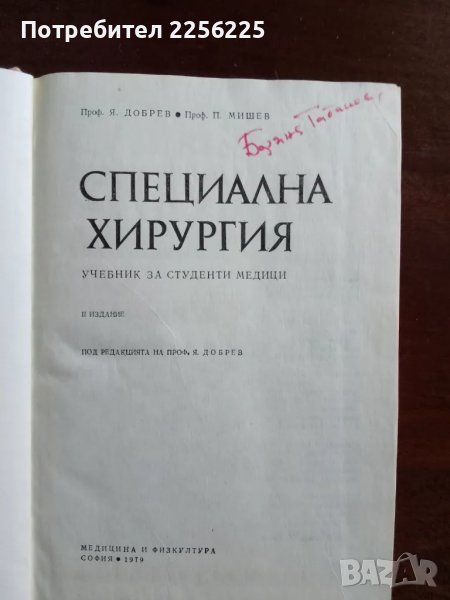 Потребител 2256225
Проф. Я. ДОБРЕВ ● Проф. П. МИШЕВ
СПЕЦИАЛНА
ХИРУРГИЯ
УЧЕБНИК ЗА СТУДЕНТИ МЕДИЦИ
II ИЗДАНИЕ
ПОД РЕДАКЦИЯТА НА ПРОФ. Я. ДОБРЕВ
МЕДИЦИНА И ФИЗКУЛТУРА
СОФИЯ ● 1979
BAZAR